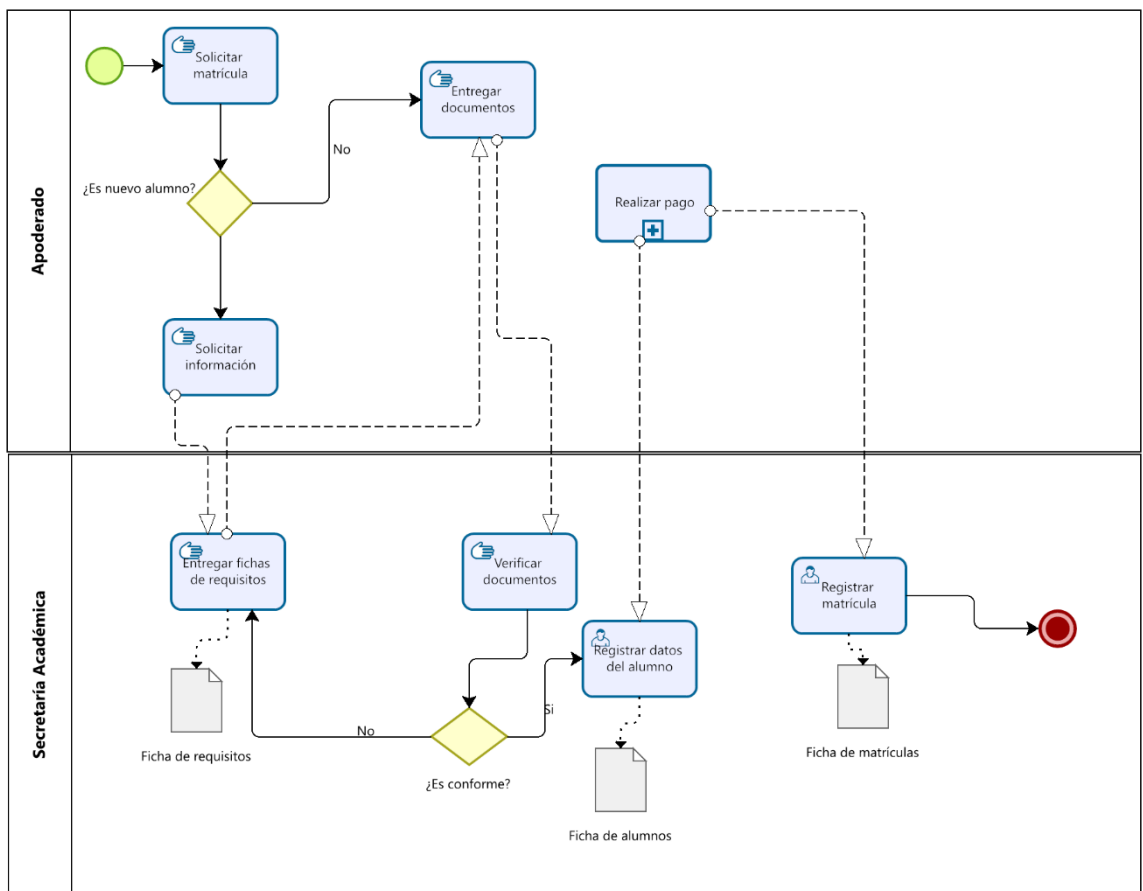 Apoderado
Solicitar
matrícula
Entregar
documentos
No
¿Es nuevo alumno?
Realizar pago
Solicitar
información
Secretaría Académica
Entregar fichas
de requisitos
Verificar
documentos
Registrar
matrícula
Registrar datos
del alumno
Si
No
Ficha de requisitos
¿Es conforme?
Ficha de matrículas
Ficha de alumnos